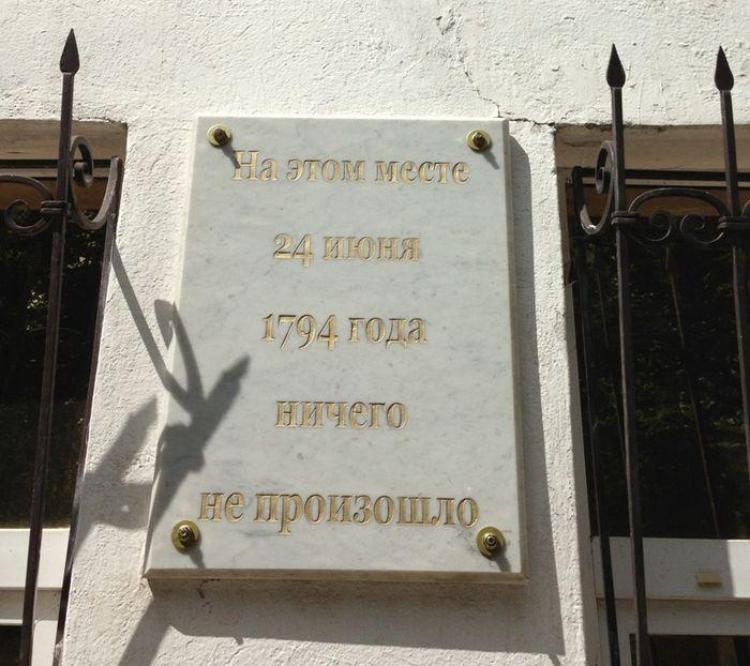 На этом месте
24 июня
1794 года
ничего
не произошло